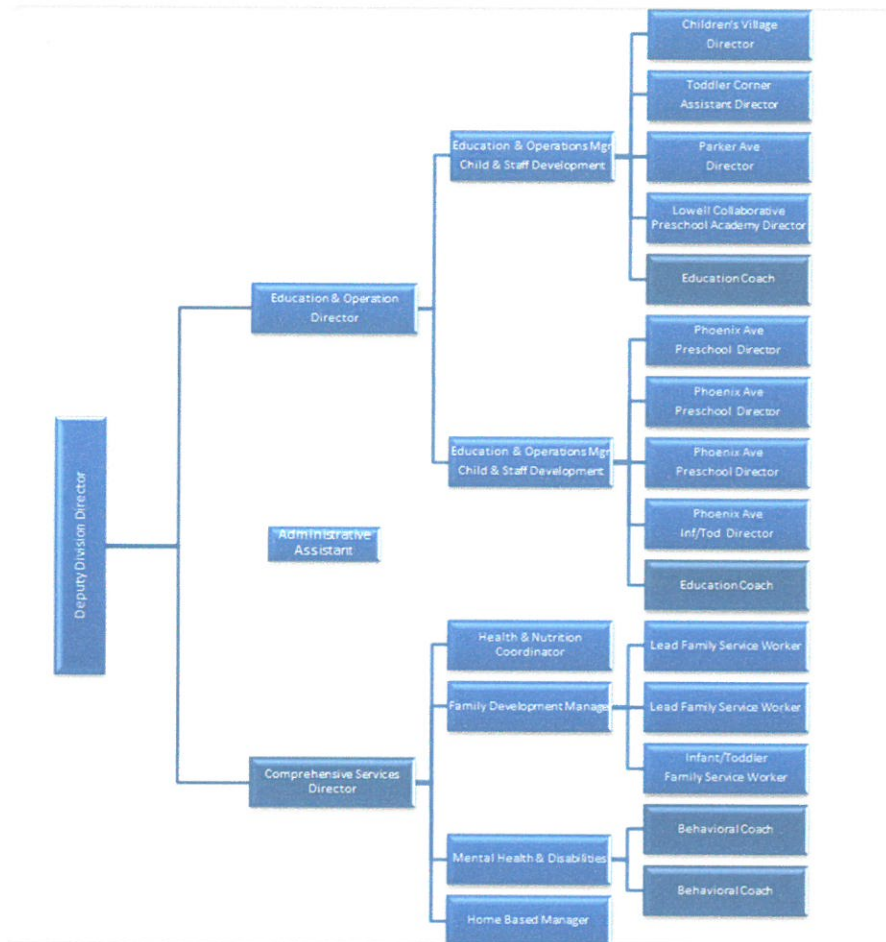 Children's Village
Director
Toddler Corner
Assistant Director
Education & Operations Mgr
Child & Staff Development
Parker Ave
Director
Lowell Collaborative
Preschool Academy Director
Education & Operation
Director
Education Coach
Phoenix Ave
Preschool Director
Phoenix Ave
Preschool Director
Education & Operations Mgr
Child & Staff Development
Phoenix Ave
Preschool Director
Phoenix Ave
Inf/Tod Director
Deputy Division Director
Administrative
Assistant
Education Coach
Health & Nutrition
Coordinator
Lead Family Service Worker
Family Development Manager
Lead Family Service Worker
Comprehensive Services
Director
Infant/Toddler
Family Service Worker
Behavioral Coach
Mental Health & Disabilities
Behavioral Coach
Home Based Manager